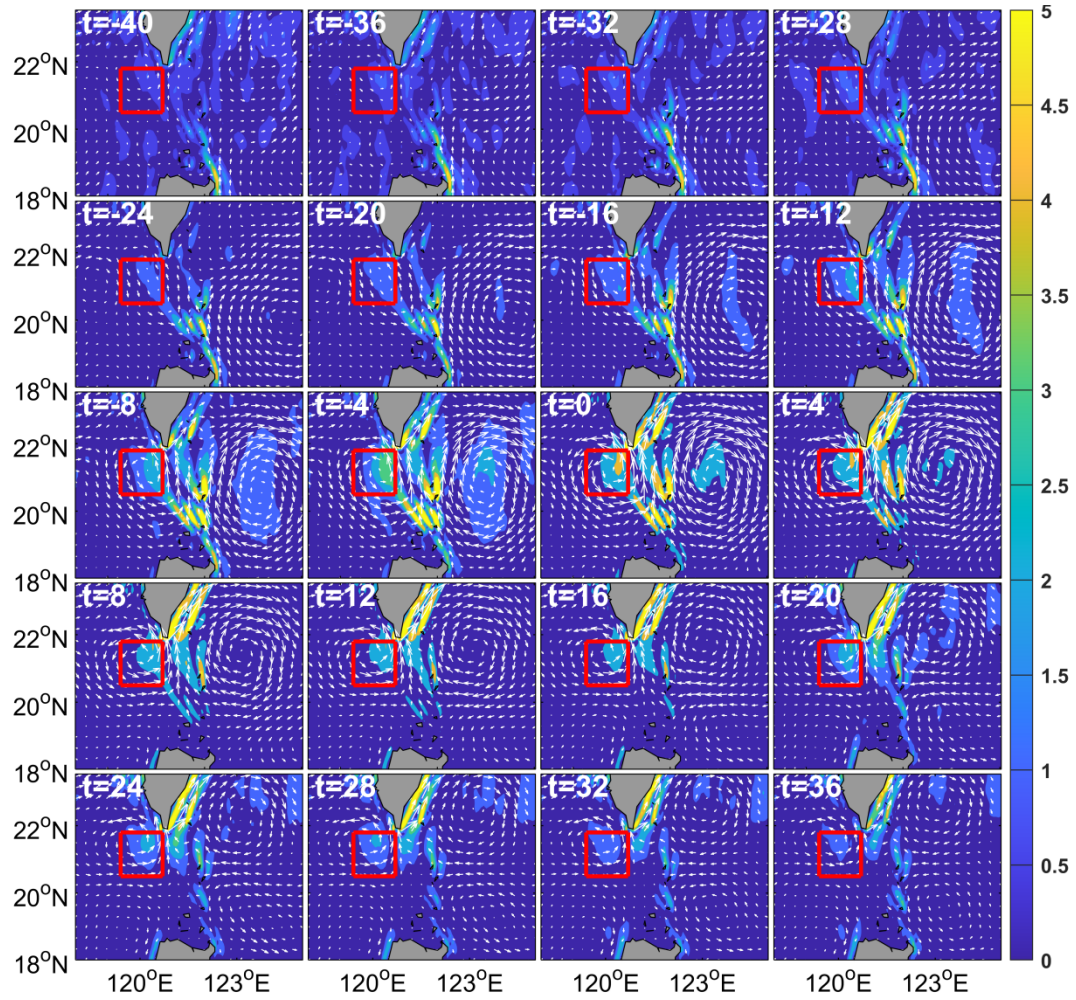 t=-40 t=-36 t=-32 t=-28
22°N
20°N
18°N
t=-24 t=-20 t=-16 t=-12
22°N
20°N
18°N
t=-8 t=-4 t=0 t=4
22°N
20°N
18°N
t=8 t=12 t=16 t=20
22°N
20°N
18°N
t=24 t=28 t=32 t=36
22°N
20°N
18°N
120°E 123°E 120°E 123°E 120°E 123°E 120°E 123°E
5
4.5
4
3.5
3
2.5
2
1.5
1
0.5
0